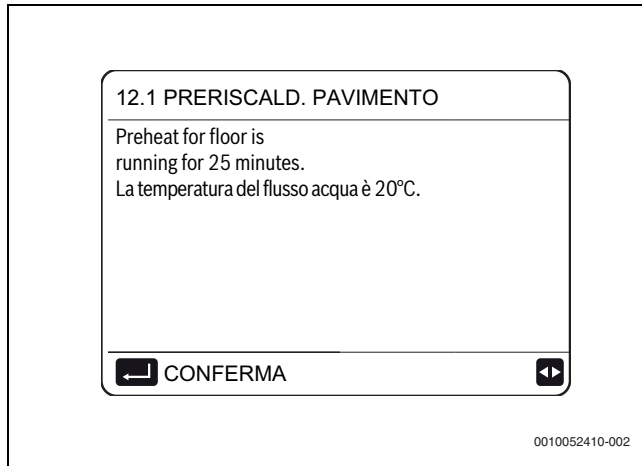 12.1 PRERISCALD. PAVIMENTO
Preheat for floor is
running for 25 minutes.
La temperatura del flusso acqua è 20°C.
CONFERMA
0010052410-002